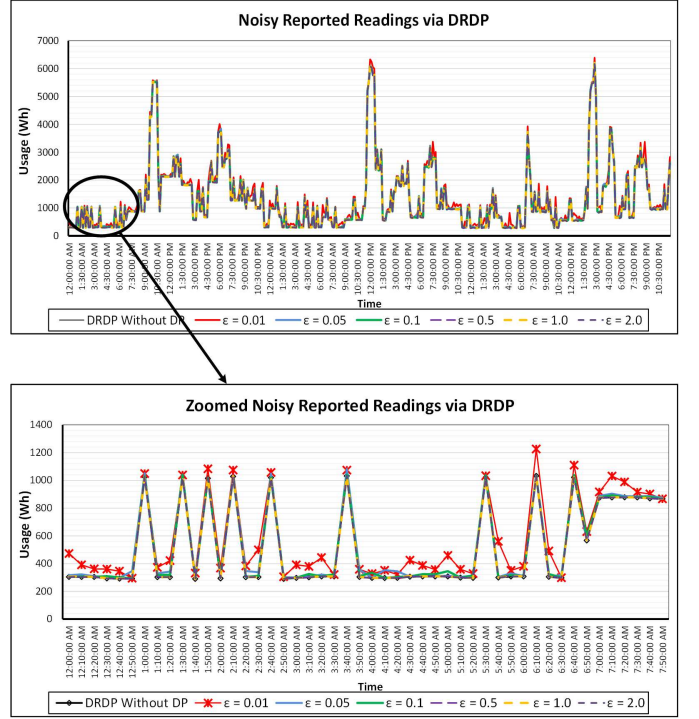 Noisy Reported Readings via DRDP
7000
6000
5000
4000
3000
2000
1000
0
Usage (Wh)
12:00:00 AM
1:30:00 AM
3:00:00 AM
4:30:00 AM
6:00:00 AM
7:30:00 AM
9:00:00 AM
10:30:00 AM
12:00:00 PM
1:30:00 PM
3:00:00 PM
4:30:00 PM
6:00:00 PM
7:30:00 PM
9:00:00 PM
10:30:00 PM
12:00:00 AM
1:30:00 AM
3:00:00 AM
4:30:00 AM
6:00:00 AM
7:30:00 AM
9:00:00 AM
10:30:00 AM
12:00:00 PM
1:30:00 PM
3:00:00 PM
4:30:00 PM
6:00:00 PM
7:30:00 PM
9:00:00 PM
10:30:00 PM
12:00:00 AM
1:30:00 AM
3:00:00 AM
4:30:00 AM
6:00:00 AM
7:30:00 AM
9:00:00 AM
10:30:00 AM
12:00:00 PM
1:30:00 PM
3:00:00 PM
4:30:00 PM
6:00:00 PM
7:30:00 PM
9:00:00 PM
10:30:00 PM
Time
DRDP Without DP ε = 0.01 ε = 0.05 ε = 0.1 ε = 0.5 ε = 1.0 ε = 2.0
Zoomed Noisy Reported Readings via DRDP
1400
1200
1000
800
600
400
200
0
Usage (Wh)
12:00:00 AM
12:10:00 AM
12:20:00 AM
12:30:00 AM
12:40:00 AM
12:50:00 AM
1:00:00 AM
1:10:00 AM
1:20:00 AM
1:30:00 AM
1:40:00 AM
1:50:00 AM
2:00:00 AM
2:10:00 AM
2:20:00 AM
2:30:00 AM
2:40:00 AM
2:50:00 AM
3:00:00 AM
3:10:00 AM
3:20:00 AM
3:30:00 AM
3:40:00 AM
3:50:00 AM
4:00:00 AM
4:10:00 AM
4:20:00 AM
4:30:00 AM
4:40:00 AM
4:50:00 AM
5:00:00 AM
5:10:00 AM
5:20:00 AM
5:30:00 AM
5:40:00 AM
5:50:00 AM
6:00:00 AM
6:10:00 AM
6:20:00 AM
6:30:00 AM
6:40:00 AM
6:50:00 AM
7:00:00 AM
7:10:00 AM
7:20:00 AM
7:30:00 AM
7:40:00 AM
7:50:00 AM
Time
DRDP Without DP ε = 0.01 ε = 0.05 ε = 0.1 ε = 0.5 ε = 1.0 ε = 2.0